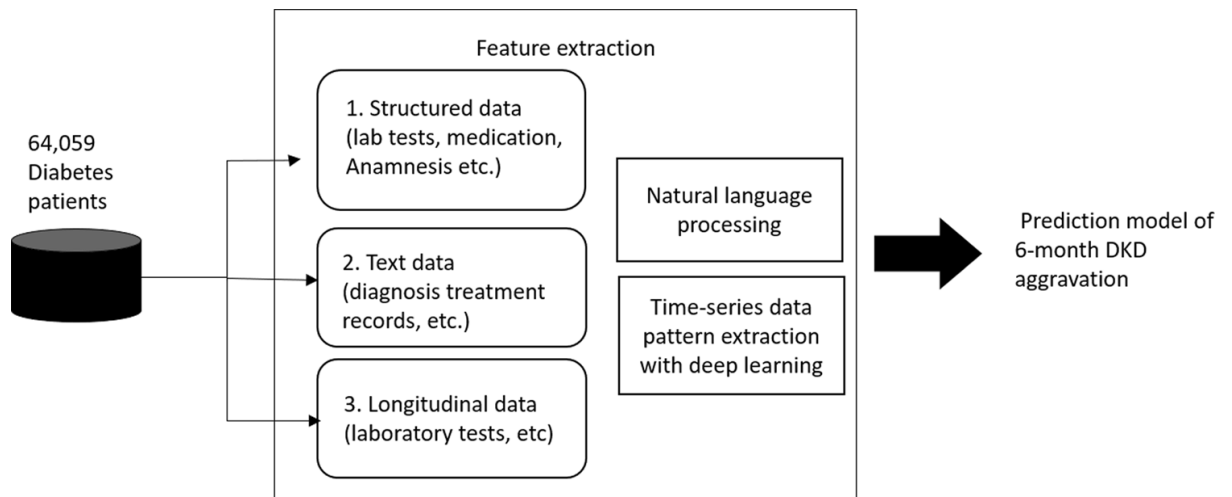 Feature extraction
64,059
Diabetes
patients
1. Structured data
(lab tests, medication,
Anamnesis etc.)
2. Text data
(diagnosis treatment
records, etc.)
3. Longitudinal data
(laboratory tests, etc)
Natural language
processing
Time-series data
pattern extraction
with deep learning
Prediction model of
6-month DKD
aggravation